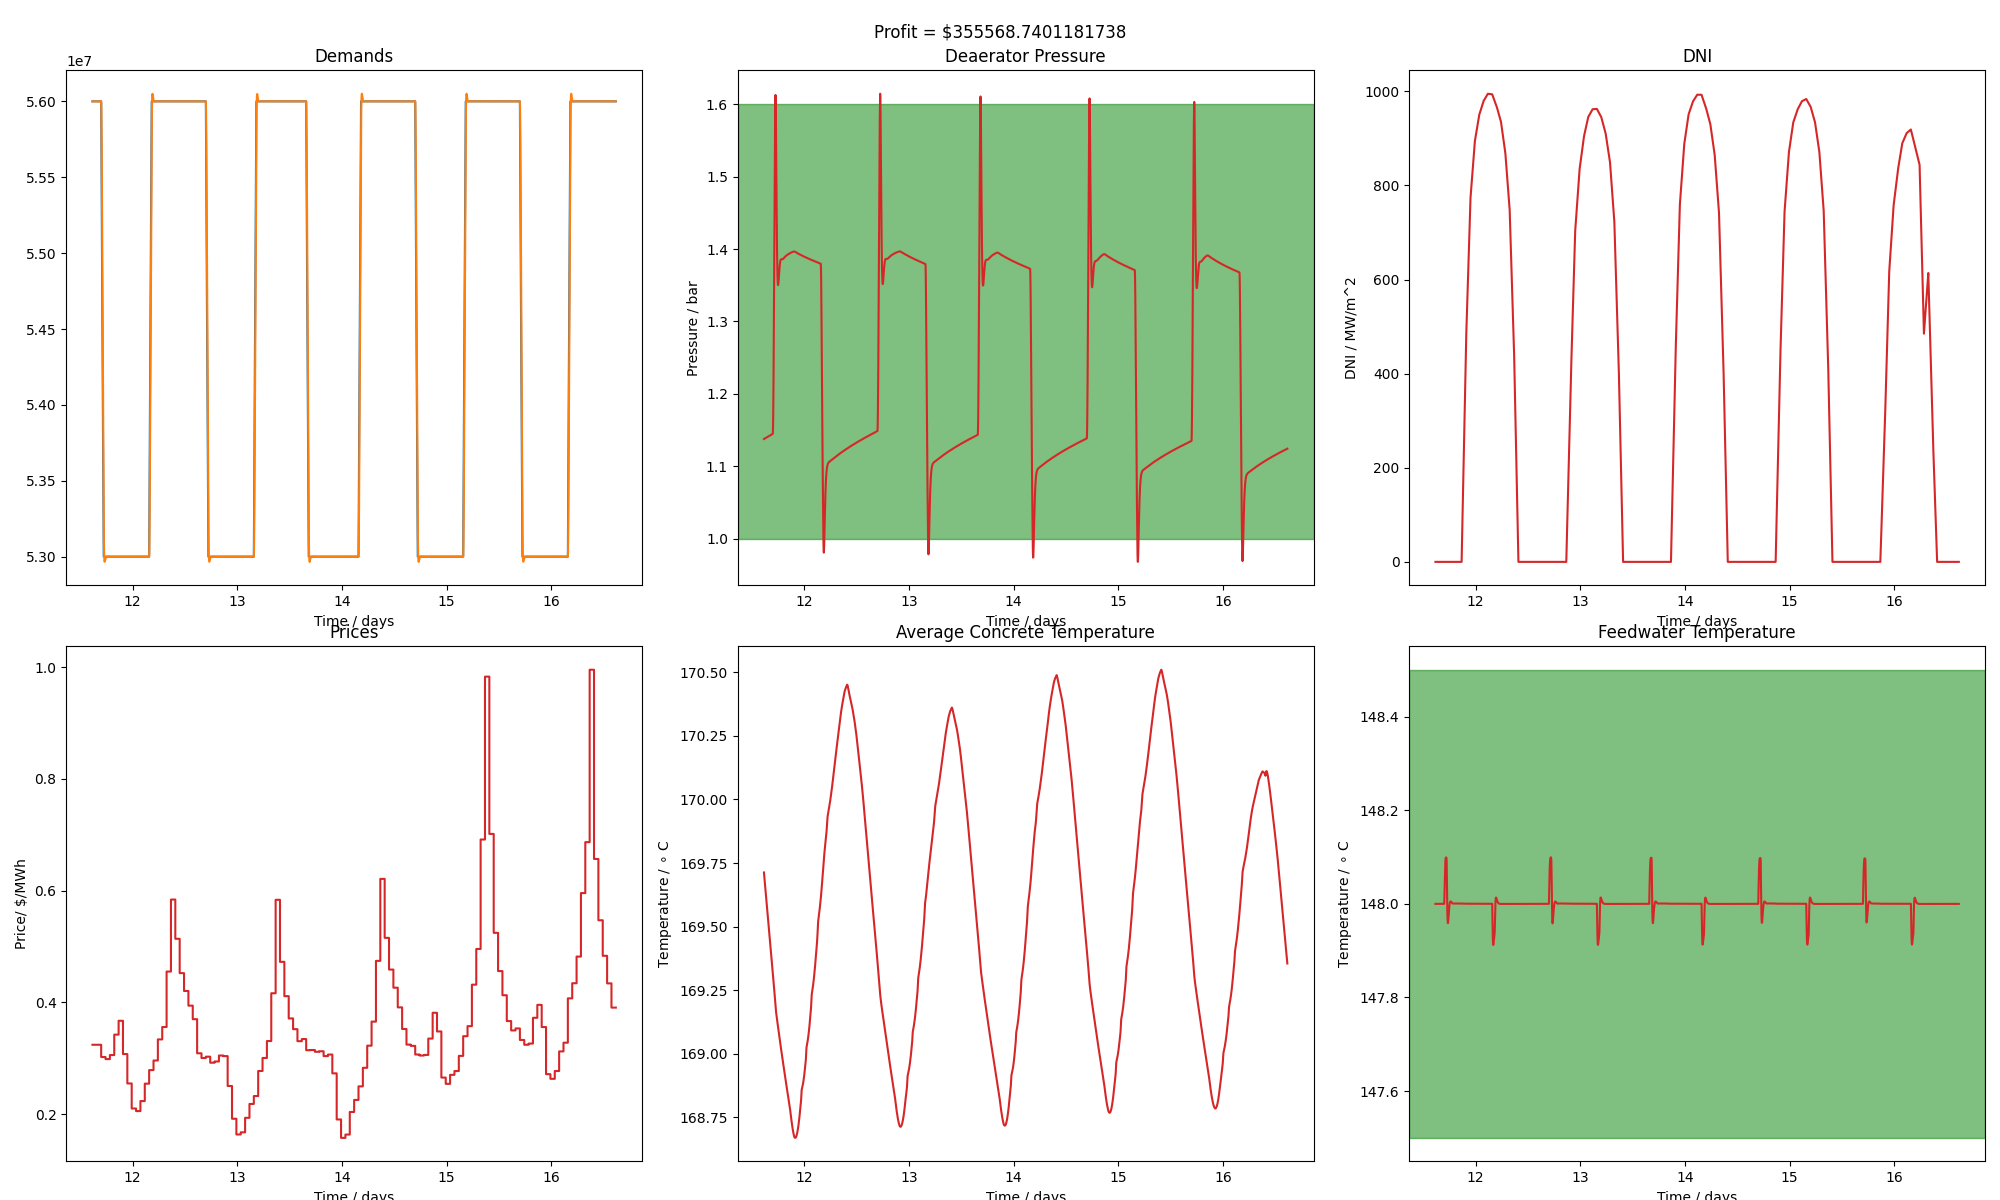 Profit = $355568.7401181738
Demands
1e7
5.60
5.55
5.50
5.45
5.40
5.35
5.30
12 13 14 15 16
Time / days
Deaerator Pressure
Pressure / bar
1.6
1.5
1.4
1.3
1.2
1.1
1.0
12 13 14 15 16
Time / days
DNI
DNI / MW/m^2
1000
800
600
400
200
0
12 13 14 15 16
Time / days
Prices
Price/ $/MWh
1.0
0.8
0.6
0.4
0.2
12 13 14 15 16
Time / days
Average Concrete Temperature
Temperature / ∘ C
170.50
170.25
170.00
169.75
169.50
169.25
169.00
168.75
12 13 14 15 16
Time / days
Feedwater Temperature
Temperature / ∘ C
148.4
148.2
148.0
147.8
147.6
12 13 14 15 16
Time / days